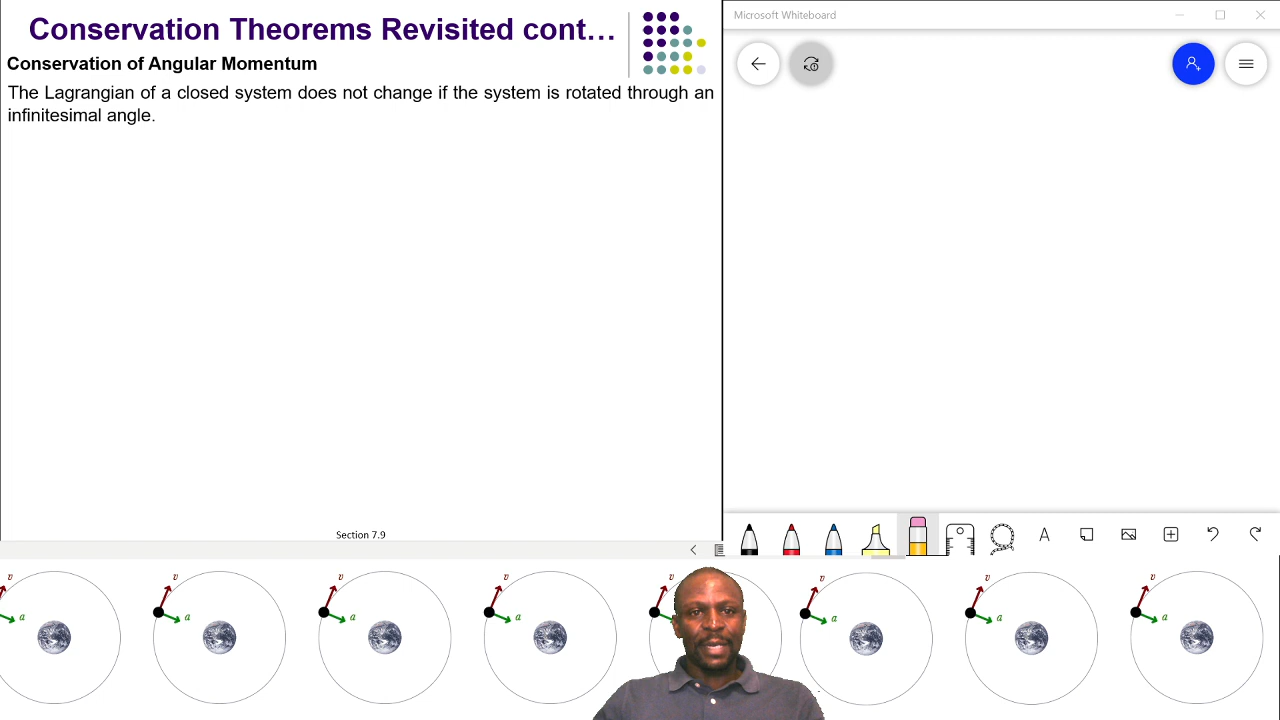 Conservation Theorems Revisited cont…
Conservation of Angular Momentum
The Lagrangian of a closed system does not change if the system is rotated through an
infinitesimal angle.
Section 7.9
Microsoft Whiteboard
A
v v v v v v v
a a a a a a a